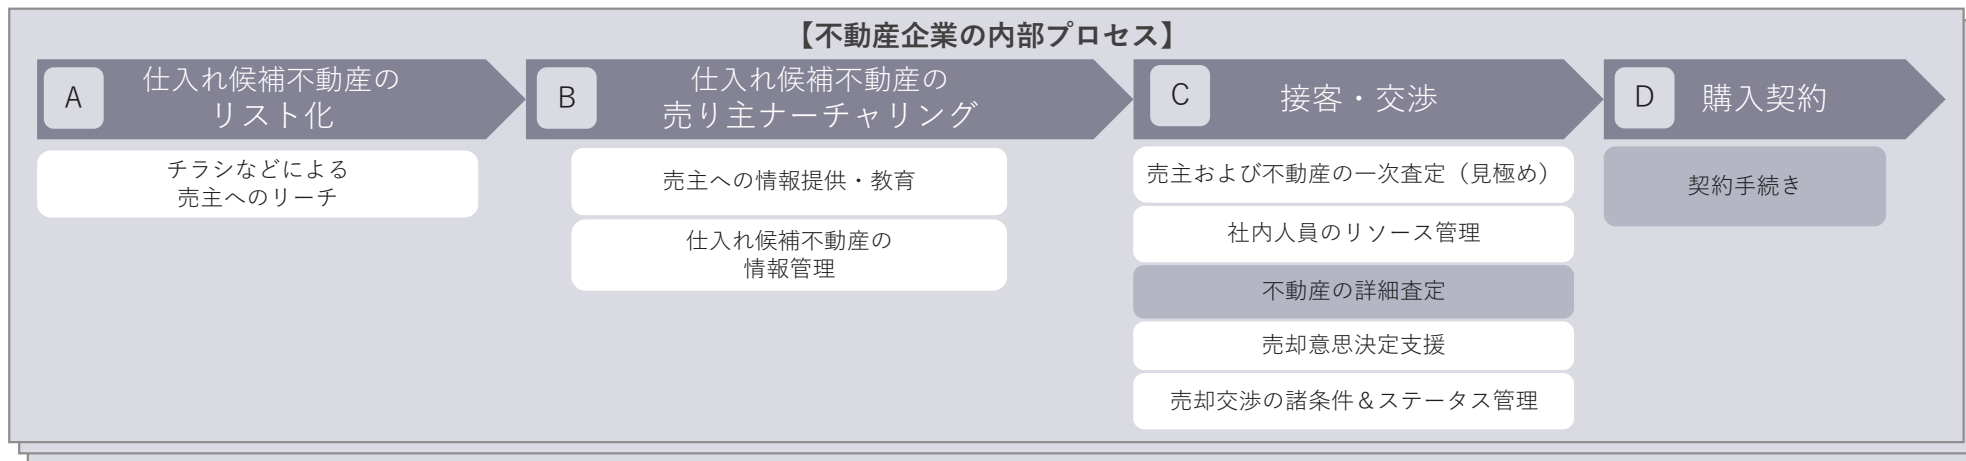 【不動産企業の内部プロセス】
A
仕入れ候補不動産の
リスト化
チラシなどによる
売主へのリーチ
B
仕入れ候補不動産の
売り主ナーチャリング
売主への情報提供・教育
仕入れ候補不動産の
情報管理
C
接客・交渉
売主および不動産の一次査定（見極め）
社内人員のリソース管理
不動産の詳細査定
売却意思決定支援
売却交渉の諸条件＆ステータス管理
D
購入契約
契約手続き